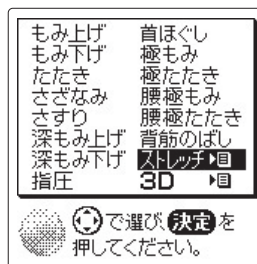 もみ上げ 首ほぐし
もみ下げ 極もみ
たたき 極たたき
さざなみ 腰極もみ
さすり 腰極たたき
深もみ上げ 背筋のばし
深もみ下げ ストレッチ
指圧 3D
で選び、決定を
押してください。